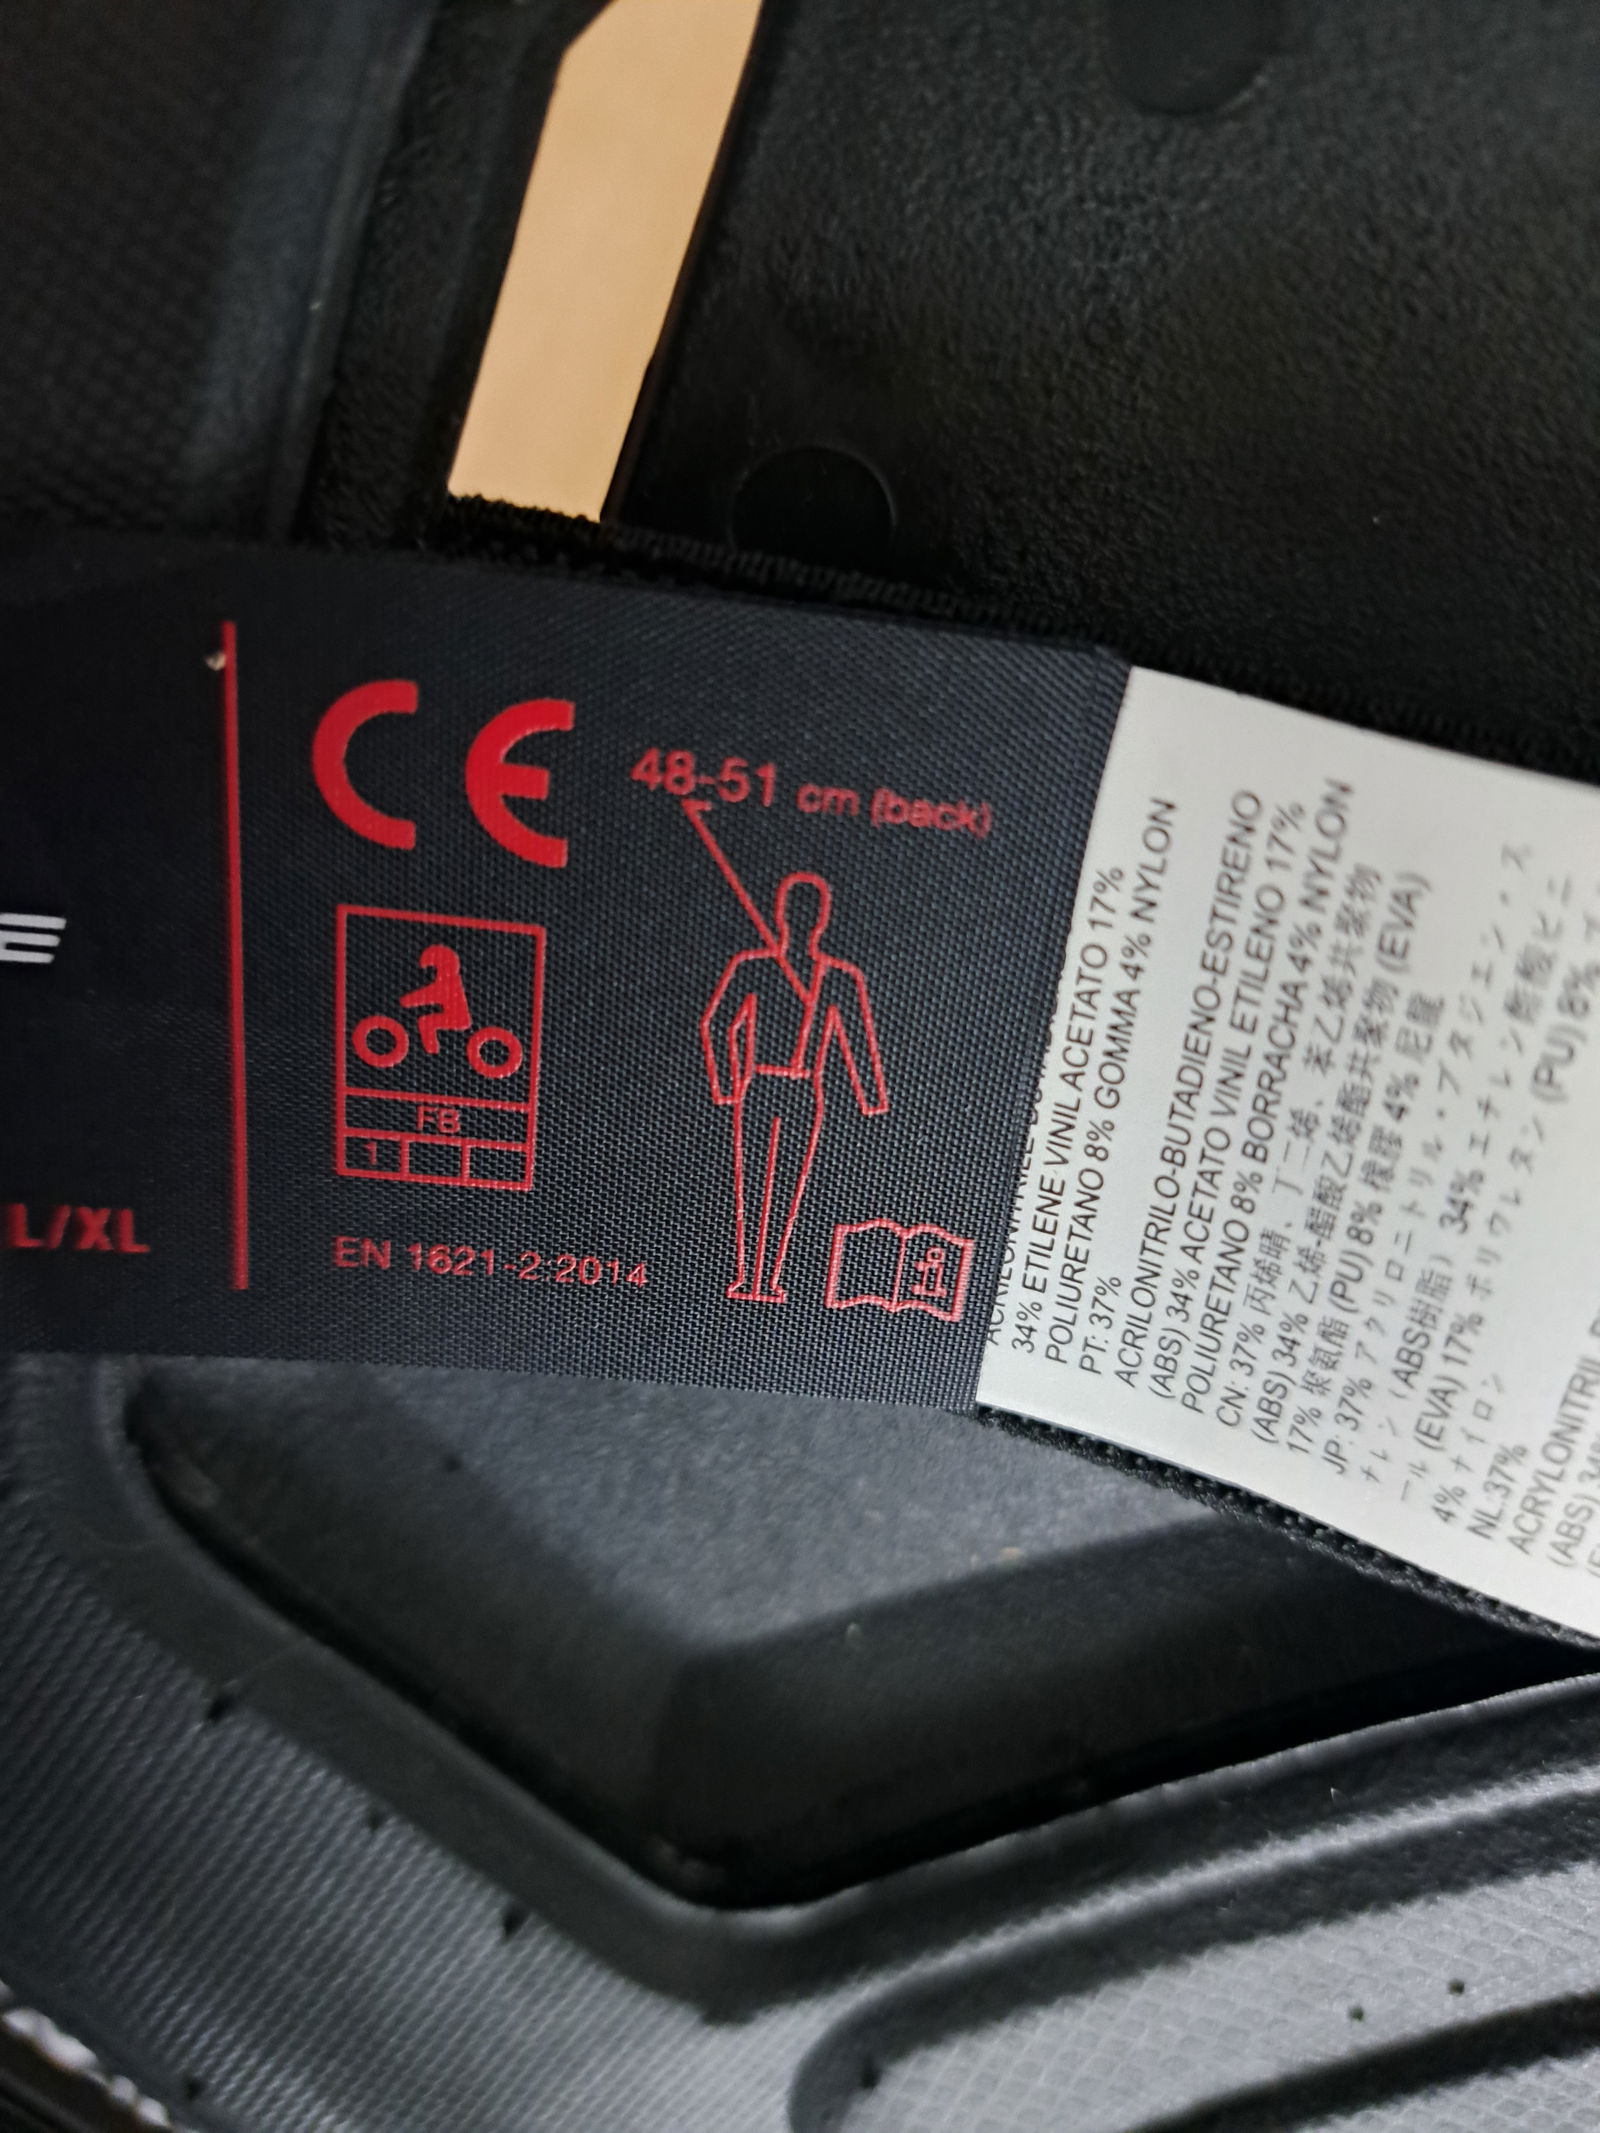 L/XL
CE
48-51 cm (back)
FB
1
EN 1621-2:2014
i
34% ETILENE-VINIL ACETATO 17%
POLIURETANO 8% GOMMA 4% NYLON
PT: 37%
ACRILONITRILO-BUTADIENO-ESTIRENO
(ABS) 34% ACETATO VINIL ETILENO 17%
POLIURETANO 8% BORRACHA 4% NYLON
CN: 37% 丙烯晴、丁二烯、苯乙烯共聚物
(ABS) 34% 乙烯-醋酸乙烯酯共聚物 (EVA)
17% 聚氨酯 (PU) 8% 橡膠 4% 尼龍
JP: 37% アクリロニトリル・ブタジエン・ス
チレン (ABS樹脂) 34% エチレン酢酸ビニ
ール (EVA) 17% ポリウレタン (PU) 8%
4% ナイロン
NL:37%
(ABS) 34%